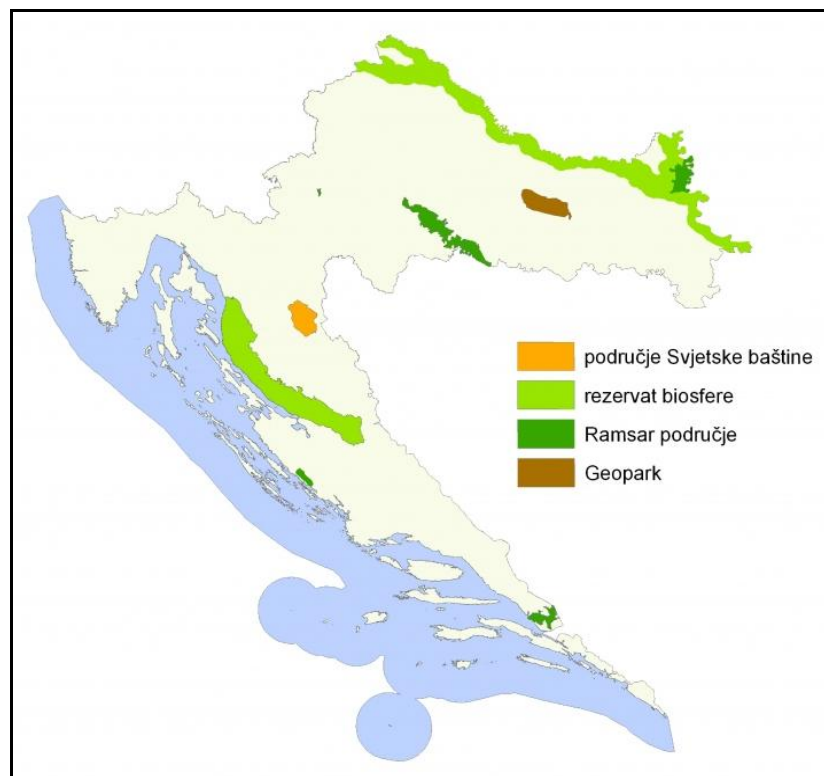 područje Svjetske baštine
rezervat biosfere
Ramsar područje
Geopark